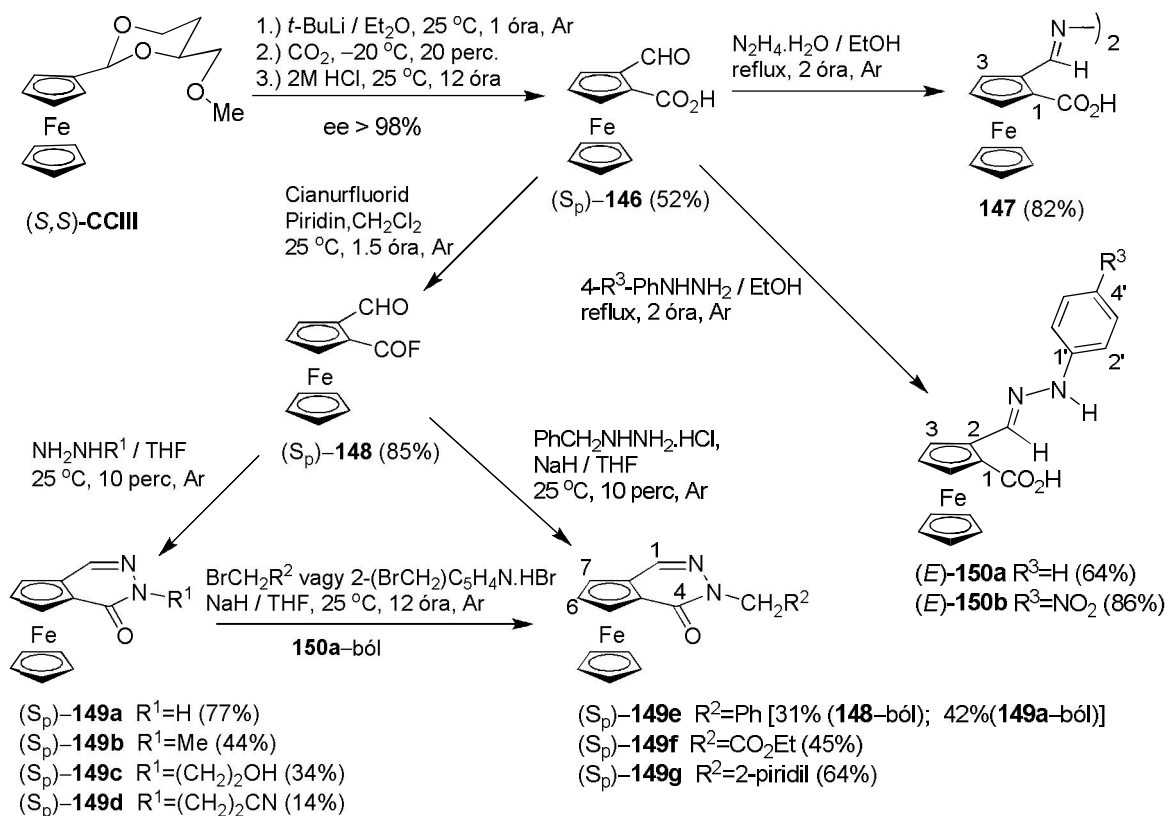 1.) t-BuLi / Et2O, 25 °C, 1 óra, Ar
2.) CO2, –20 °C, 20 perc.
3.) 2M HCl, 25 °C, 12 óra
ee > 98%
O
O
O
Me
Fe
(S,S)-CCIII
CHO
CO2H
Fe
(Sp)–146 (52%)
N2H4.H2O / EtOH
reflux, 2 óra, Ar
N
)2
H
3
1
CO2H
Fe
147 (82%)
Cianurfluorid
Piridin,CH2Cl2
25 °C, 1.5 óra, Ar
4-R3-PhNHNH2 / EtOH
reflux, 2 óra, Ar
CHO
COF
Fe
(Sp)–148 (85%)
R3
4'
1'
2'
N
N
H
3
2
H
1
CO2H
Fe
(E)-150a R3=H (64%)
(E)-150b R3=NO2 (86%)
NH2NHR1 / THF
25 °C, 10 perc, Ar
PhCH2NHNH2.HCl,
NaH / THF
25 °C, 10 perc, Ar
N
N
R1
O
Fe
BrCH2R2 vagy 2-(BrCH2)C5H4N.HBr
NaH / THF, 25 °C, 12 óra, Ar
150a–ból
1
7
6
4
N
N
CH2R2
O
Fe
(Sp)–149a R1=H (77%)
(Sp)–149b R1=Me (44%)
(Sp)–149c R1=(CH2)2OH (34%)
(Sp)–149d R1=(CH2)2CN (14%)
(Sp)–149e R2=Ph [31% (148–ból); 42%(149a–ból)]
(Sp)–149f R2=CO2Et (45%)
(Sp)–149g R2=2-piridil (64%)